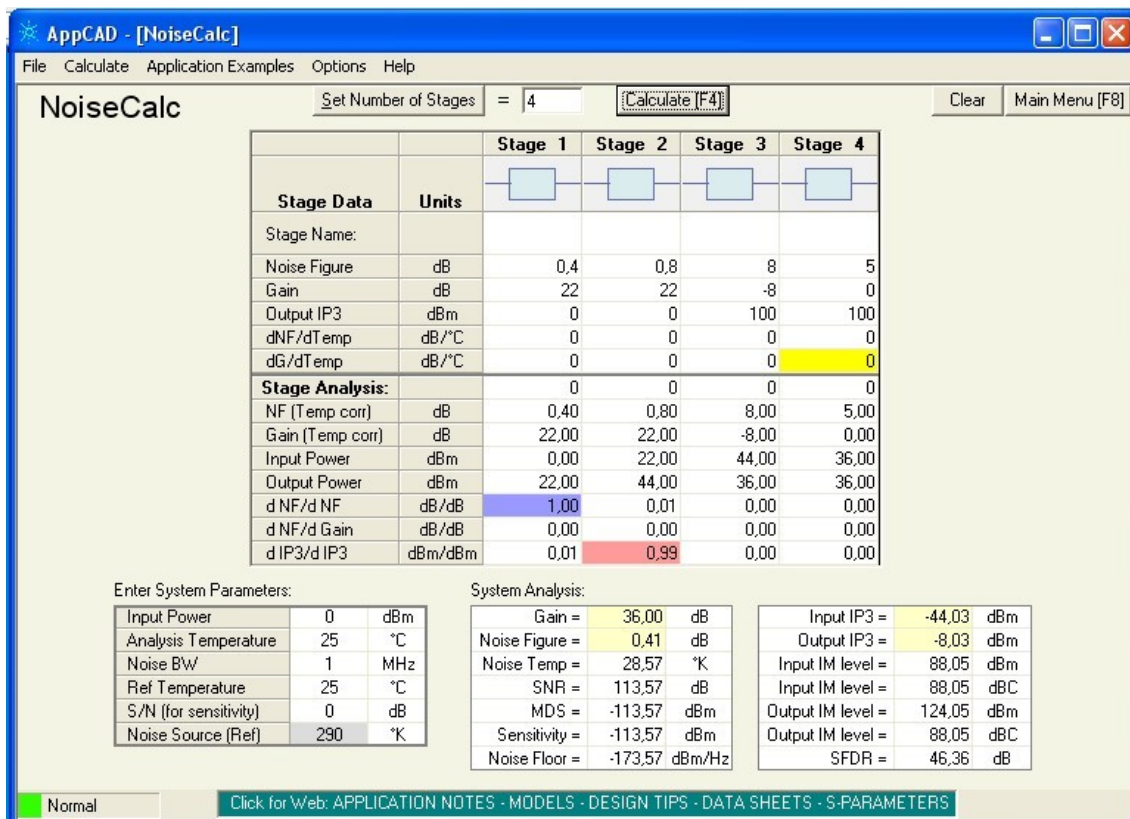 AppCAD - [NoiseCalc]
File Calculate Application Examples Options Help
NoiseCalc
Set Number of Stages = 4 Calculate [F4] Clear Main Menu [F8]
Stage 1 Stage 2 Stage 3 Stage 4
Stage Data Units
Stage Name:
Noise Figure dB 0,4 0,8 8 5
Gain dB 22 22 -8 0
Output IP3 dBm 0 0 100 100
dNF/dTemp dB/°C 0 0 0 0
dG/dTemp dB/°C 0 0 0 0
Stage Analysis: 0 0 0 0
NF (Temp corr) dB 0,40 0,80 8,00 5,00
Gain (Temp corr) dB 22,00 22,00 -8,00 0,00
Input Power dBm 0,00 22,00 44,00 36,00
Output Power dBm 22,00 44,00 36,00 36,00
d NF/d NF dB/dB 1,00 0,01 0,00 0,00
d NF/d Gain dB/dB 0,00 0,00 0,00 0,00
d IP3/d IP3 dBm/dBm 0,01 0,99 0,00 0,00
Enter System Parameters:
Input Power 0 dBm
Analysis Temperature 25 °C
Noise BW 1 MHz
Ref Temperature 25 °C
S/N (for sensitivity) 0 dB
Noise Source (Ref) 290 °K
System Analysis:
Gain = 36,00 dB
Noise Figure = 0,41 dB
Noise Temp = 28,57 °K
SNR = 113,57 dB
MDS = -113,57 dBm
Sensitivity = -113,57 dBm
Noise Floor = -173,57 dBm/Hz
Input IP3 = -44,03 dBm
Output IP3 = -8,03 dBm
Input IM level = 88,05 dBm
Input IM level = 88,05 dBC
Output IM level = 124,05 dBm
Output IM level = 88,05 dBC
SFDR = 46,36 dB
Normal
Click for Web: APPLICATION NOTES - MODELS - DESIGN TIPS - DATA SHEETS - S-PARAMETERS